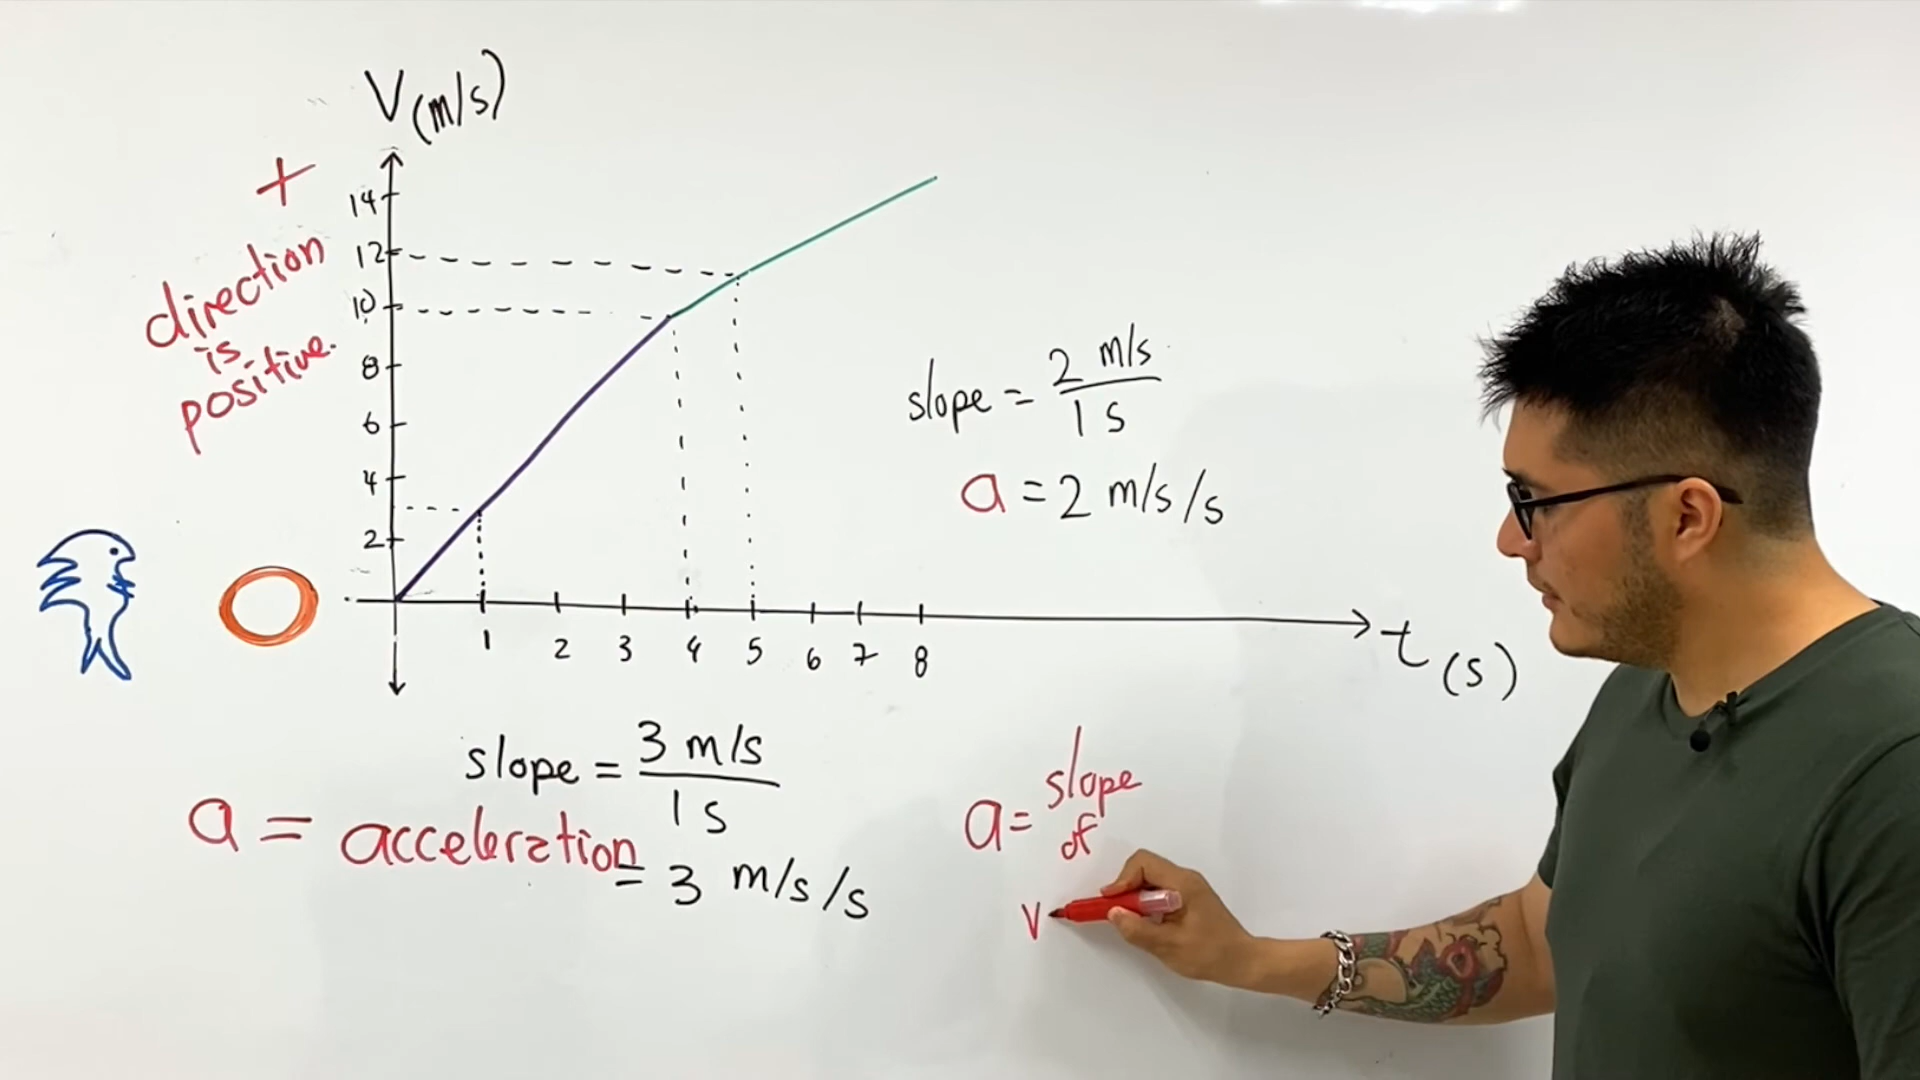 V (m/s)
+
direction
is
positive.
14
12
10
8
6
4
2
1 2 3 4 5 6 7 8
t (s)
slope = 2 m/s / 1 s
a = 2 m/s/s
slope = 3 m/s / 1 s
a = acceleration
= 3 m/s/s
a = slope
of
v